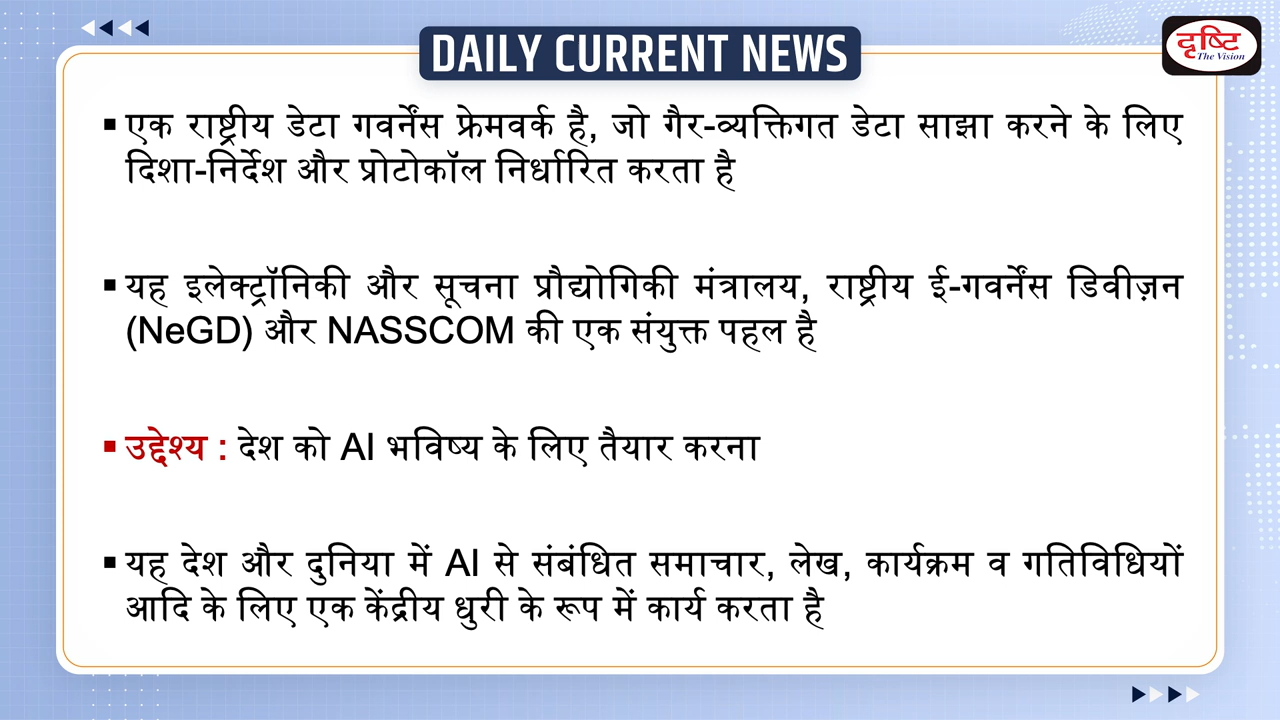 DAILY CURRENT NEWS
दृष्टि
The Vision
▪ एक राष्ट्रीय डेटा गवर्नेंस फ्रेमवर्क है, जो गैर-व्यक्तिगत डेटा साझा करने के लिए
दिशा-निर्देश और प्रोटोकॉल निर्धारित करता है
▪ यह इलेक्ट्रॉनिकी और सूचना प्रौद्योगिकी मंत्रालय, राष्ट्रीय ई-गवर्नेंस डिवीज़न
(NeGD) और NASSCOM की एक संयुक्त पहल है
▪ उद्देश्य : देश को AI भविष्य के लिए तैयार करना
▪ यह देश और दुनिया में AI से संबंधित समाचार, लेख, कार्यक्रम व गतिविधियों
आदि के लिए एक केंद्रीय धुरी के रूप में कार्य करता है